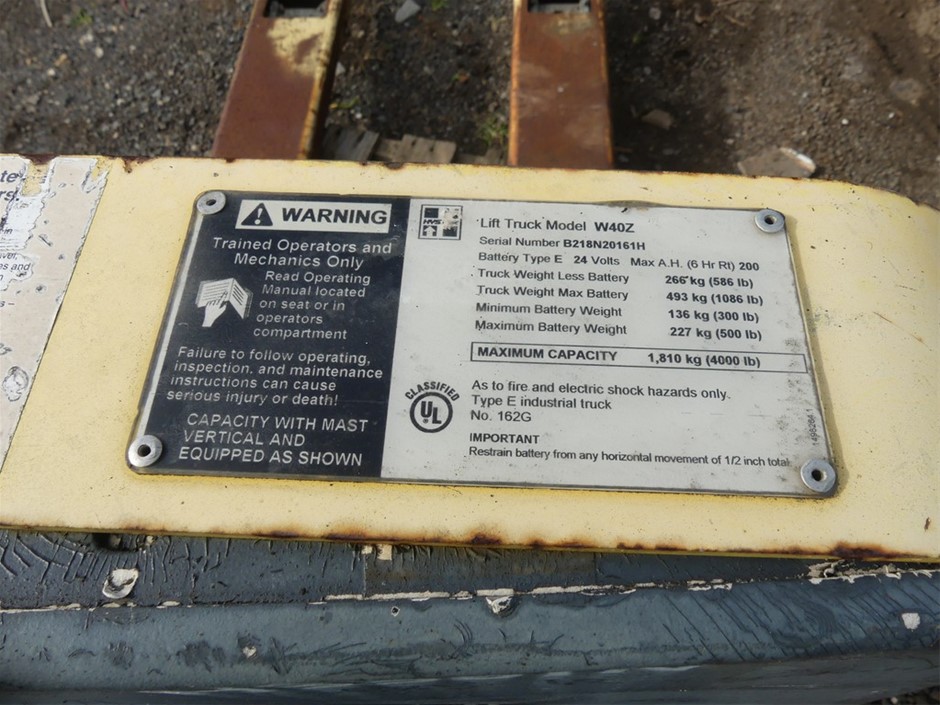 WARNING
Trained Operators and
Mechanics Only
Read Operating
Manual located
on seat or in
operators
compartment
Failure to follow operating,
inspection, and maintenance
instructions can cause
serious injury or death!
CAPACITY WITH MAST
VERTICAL AND
EQUIPPED AS SHOWN
Lift Truck Model W40Z
Serial Number B218N20161H
Battery Type E 24 Volts Max A.H. (6 Hr Rt) 200
Truck Weight Less Battery 266 kg (586 lb)
Truck Weight Max Battery 493 kg (1086 lb)
Minimum Battery Weight 136 kg (300 lb)
Maximum Battery Weight 227 kg (500 lb)
MAXIMUM CAPACITY 1,810 kg (4000 lb)
CLASSIFIED
UL
As to fire and electric shock hazards only.
Type E industrial truck
No. 162G
IMPORTANT
Restrain battery from any horizontal movement of 1/2 inch total.